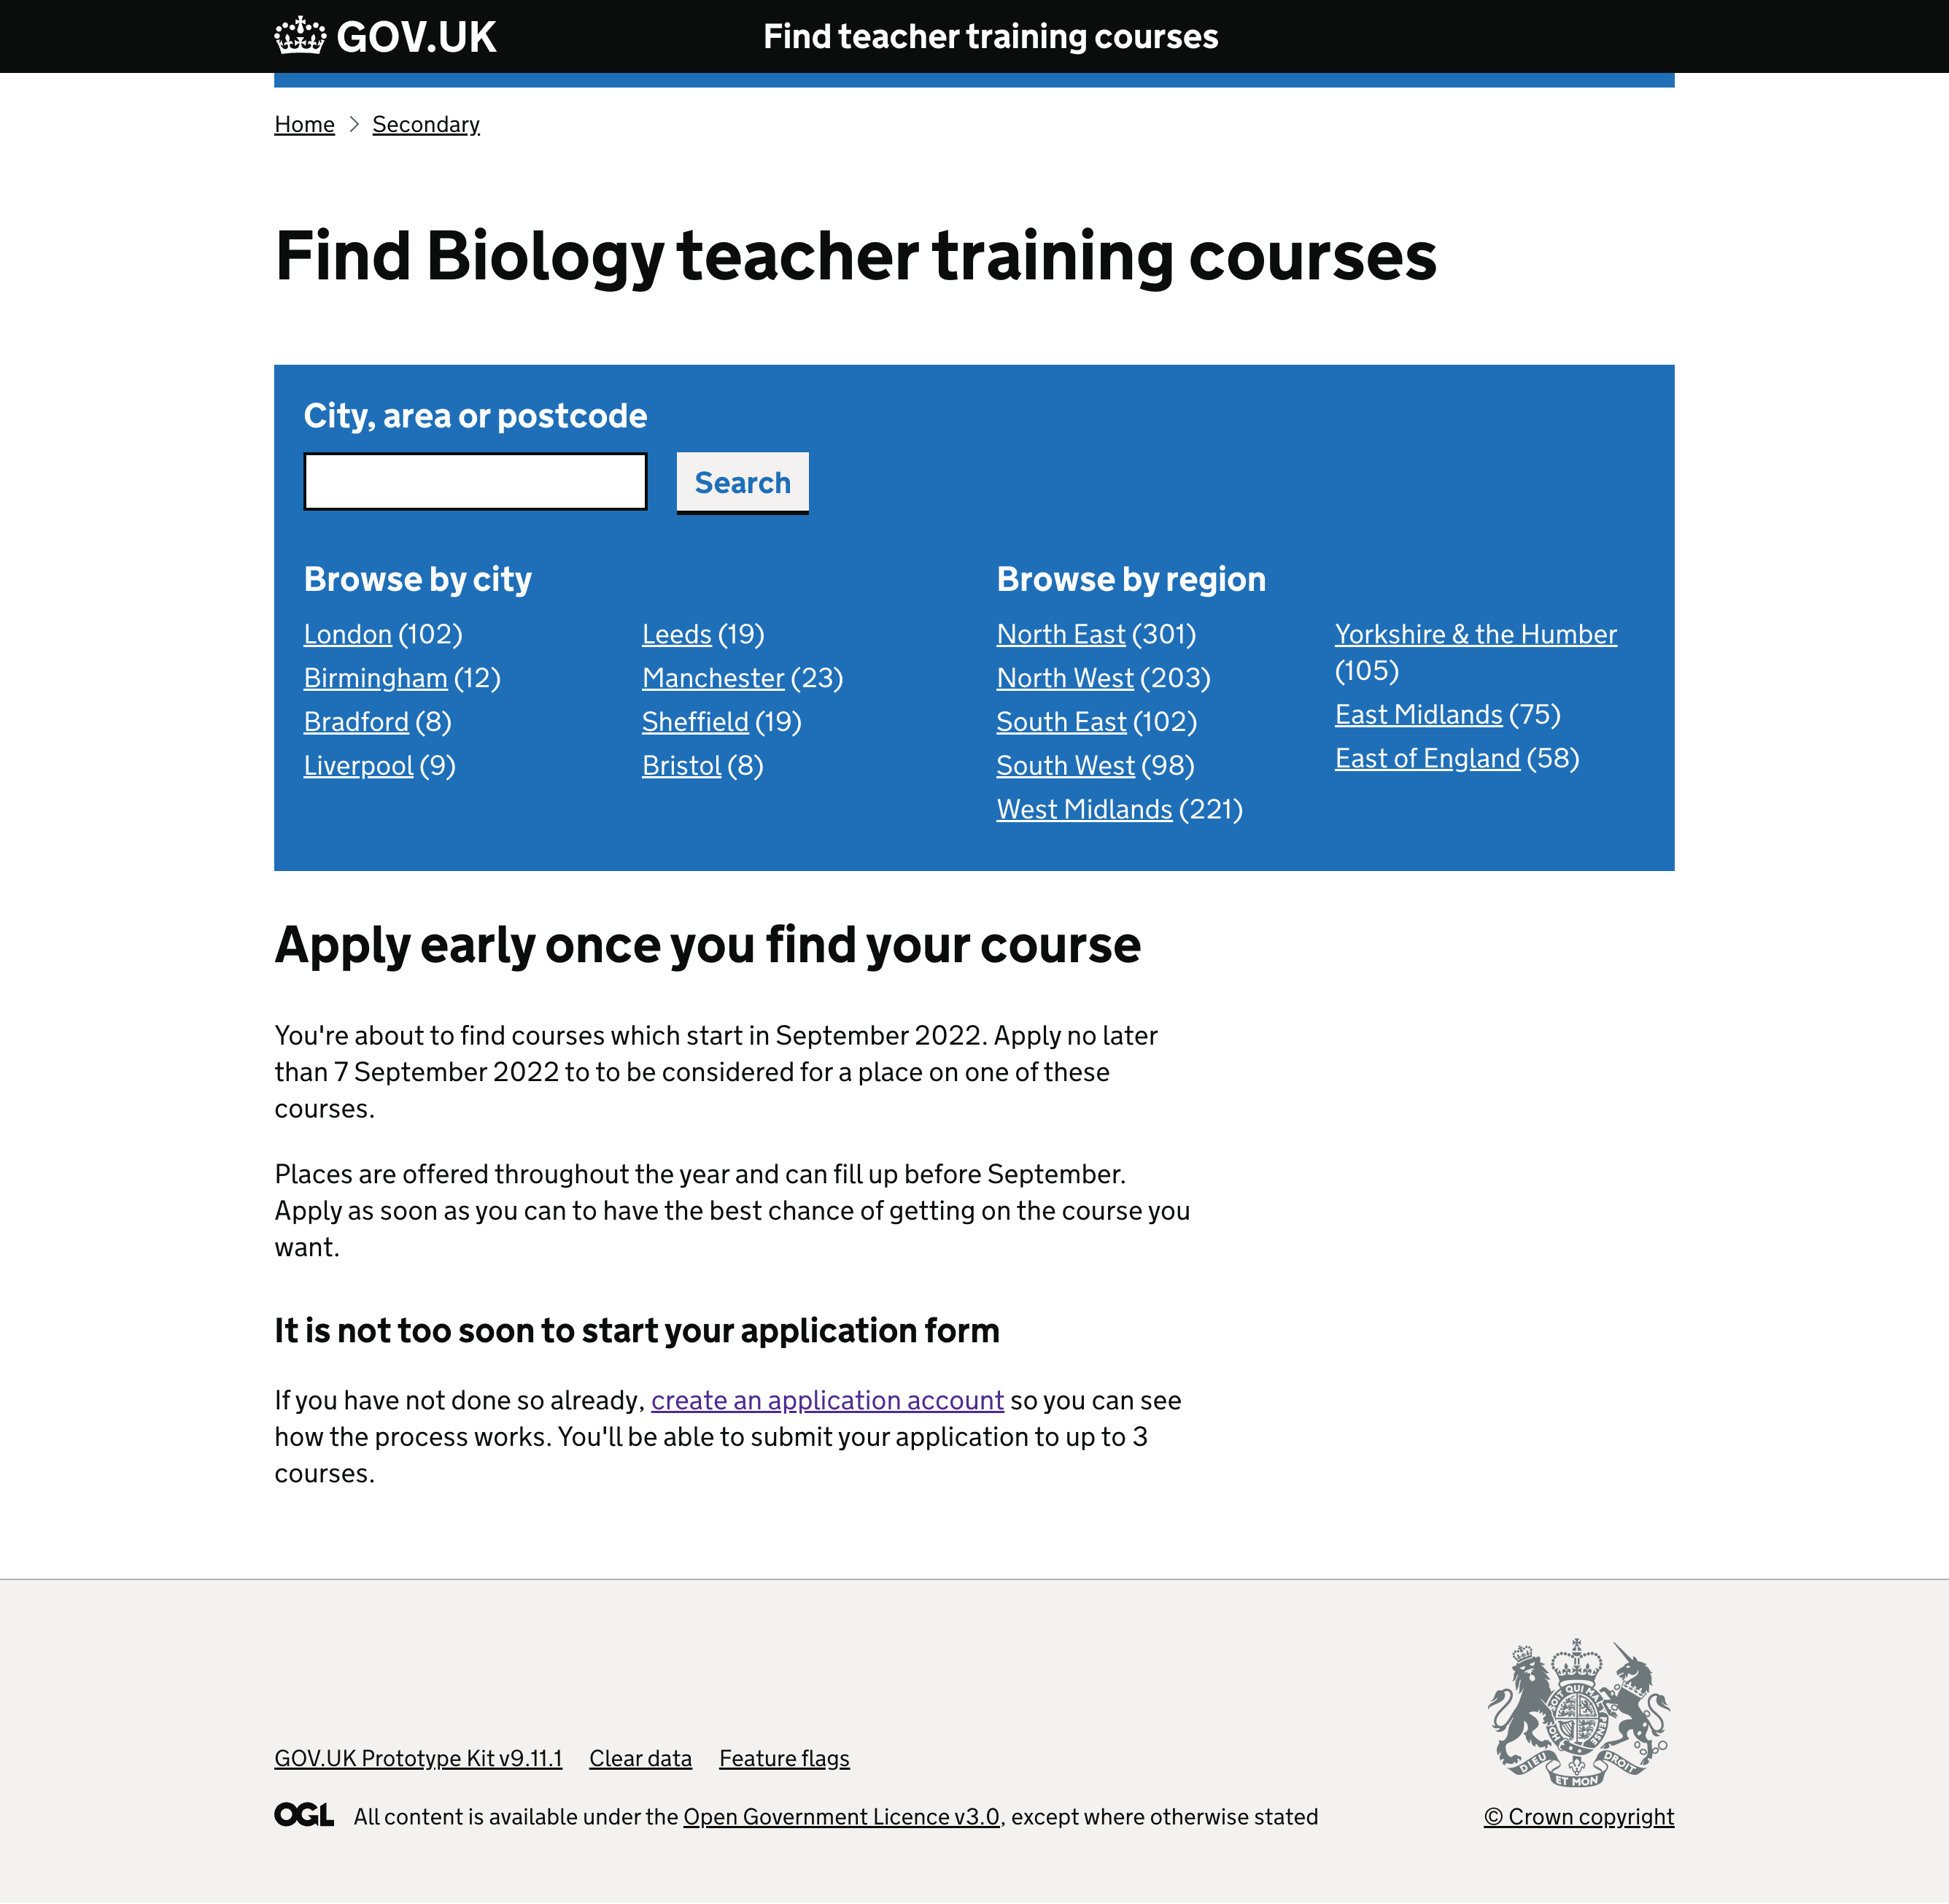 GOV.UK
Find teacher training courses
Home > Secondary
Find Biology teacher training courses
City, area or postcode
Search
Browse by city
London (102)
Birmingham (12)
Bradford (8)
Liverpool (9)
Leeds (19)
Manchester (23)
Sheffield (19)
Bristol (8)
Browse by region
North East (301)
North West (203)
South East (102)
South West (98)
West Midlands (221)
Yorkshire & the Humber
(105)
East Midlands (75)
East of England (58)
Apply early once you find your course
You're about to find courses which start in September 2022. Apply no later
than 7 September 2022 to to be considered for a place on one of these
courses.
Places are offered throughout the year and can fill up before September.
Apply as soon as you can to have the best chance of getting on the course you
want.
It is not too soon to start your application form
If you have not done so already, create an application account so you can see
how the process works. You'll be able to submit your application to up to 3
courses.
GOV.UK Prototype Kit v9.11.1 Clear data Feature flags
OGL All content is available under the Open Government Licence v3.0, except where otherwise stated
DIEU ET MON DROIT
© Crown copyright